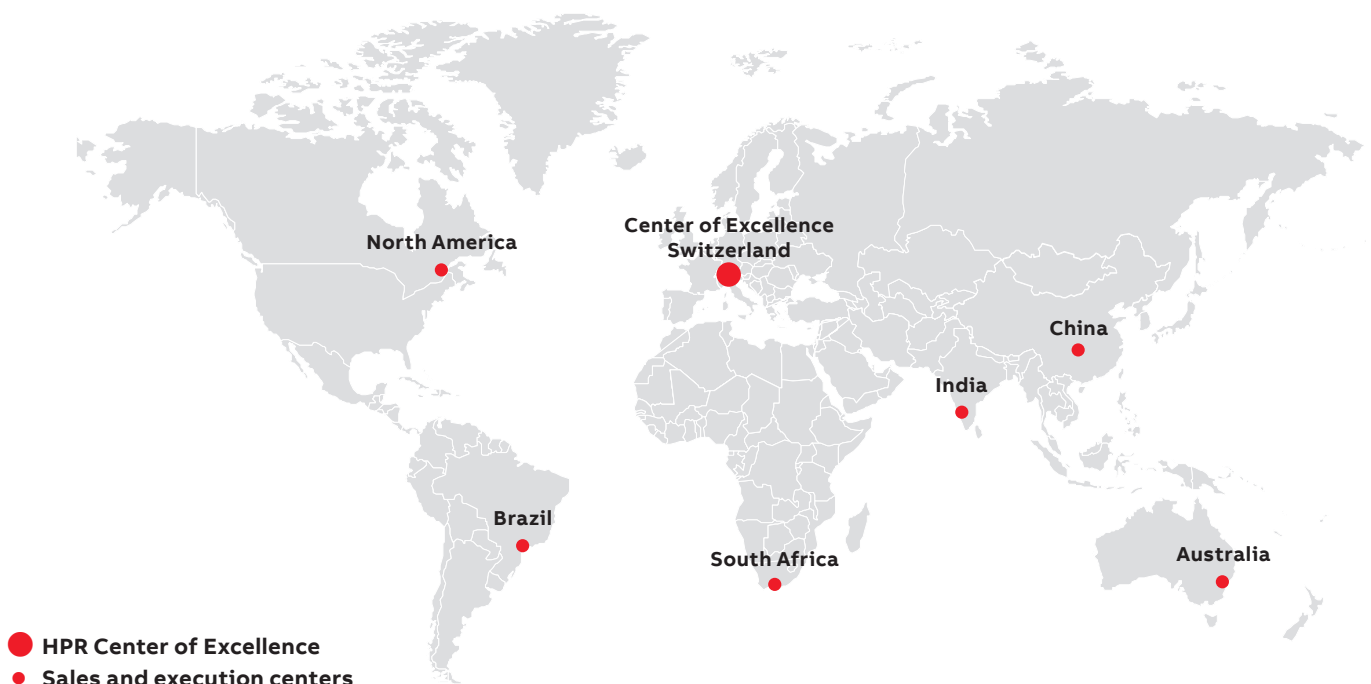 Center of Excellence
Switzerland
North America
China
India
Brazil
South Africa
Australia
HPR Center of Excellence
Sales and execution centers